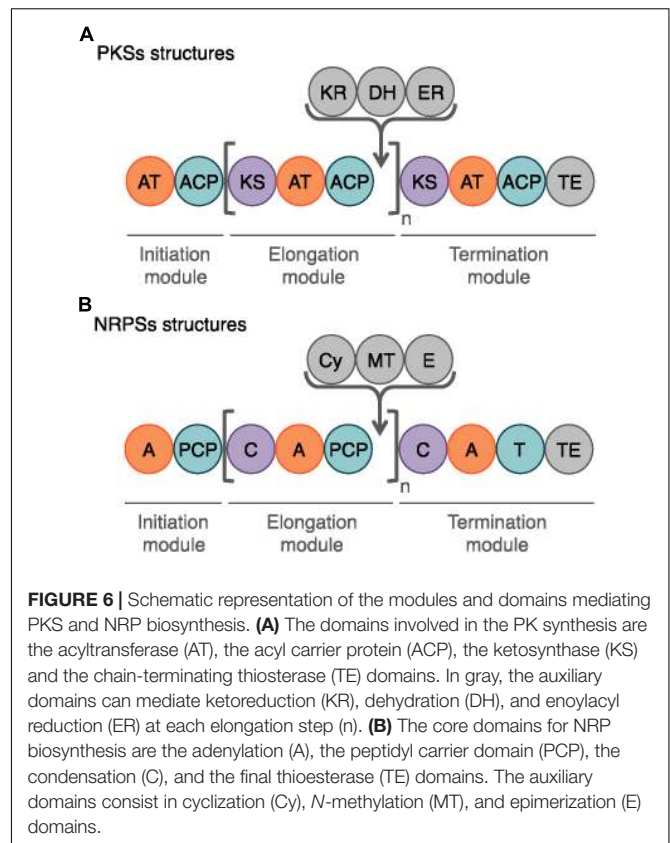 A
PKSs structures
KR DH ER
AT ACP KS AT ACP n KS AT ACP TE
Initiation module Elongation module Termination module
B
NRPSs structures
Cy MT E
A PCP C A PCP n C A T TE
Initiation module Elongation module Termination module
FIGURE 6 | Schematic representation of the modules and domains mediating
PKS and NRP biosynthesis. (A) The domains involved in the PK synthesis are
the acyltransferase (AT), the acyl carrier protein (ACP), the ketosynthase (KS)
and the chain-terminating thiosterase (TE) domains. In gray, the auxiliary
domains can mediate ketoreduction (KR), dehydration (DH), and enoylacyl
reduction (ER) at each elongation step (n). (B) The core domains for NRP
biosynthesis are the adenylation (A), the peptidyl carrier domain (PCP), the
condensation (C), and the final thioesterase (TE) domains. The auxiliary
domains consist in cyclization (Cy), N-methylation (MT), and epimerization (E)
domains.